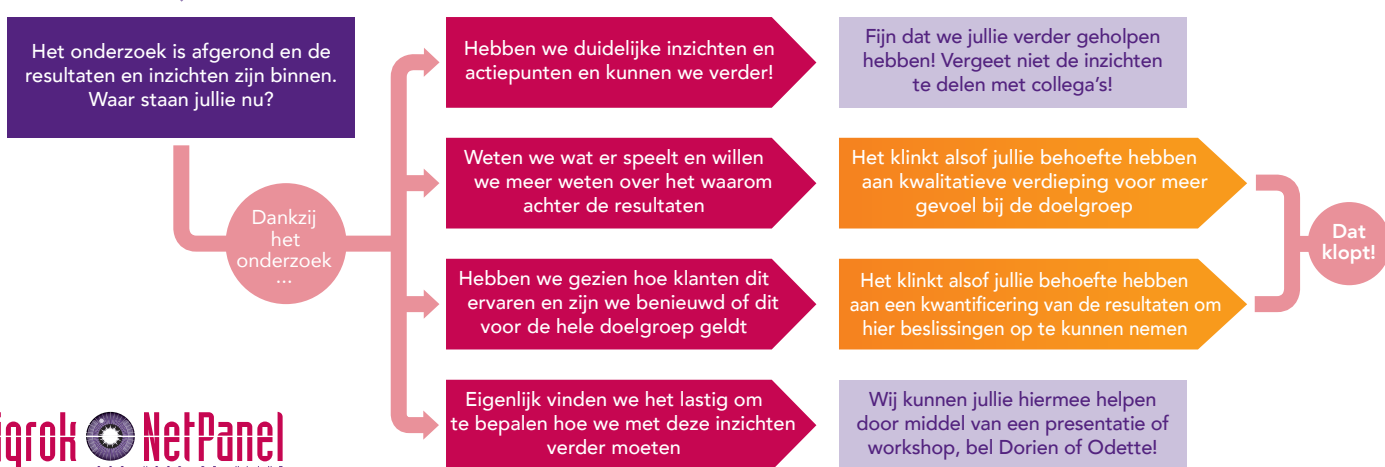 Het onderzoek is afgerond en de
resultaten en inzichten zijn binnen.
Waar staan jullie nu?
Dankzij
het
onderzoek
...
Hebben we duidelijke inzichten en
actiepunten en kunnen we verder!
Fijn dat we jullie verder geholpen
hebben! Vergeet niet de inzichten
te delen met collega's!
Weten we wat er speelt en willen
we meer weten over het waarom
achter de resultaten
Het klinkt alsof jullie behoefte hebben
aan kwalitatieve verdieping voor meer
gevoel bij de doelgroep
Hebben we gezien hoe klanten dit
ervaren en zijn we benieuwd of dit
voor de hele doelgroep geldt
Het klinkt alsof jullie behoefte hebben
aan een kwantificering van de resultaten om
hier beslissingen op te kunnen nemen
Dat
klopt!
Eigenlijk vinden we het lastig om
te bepalen hoe we met deze inzichten
verder moeten
Wij kunnen jullie hiermee helpen
door middel van een presentatie of
workshop, bel Dorien of Odette!
NetPanel